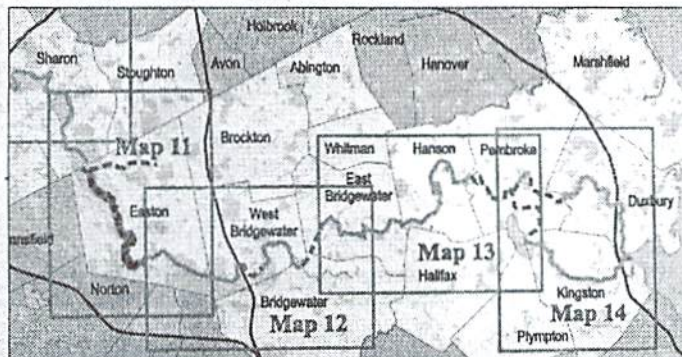 Holbrook
Rockland
Sharon
Stoughton
Avon
Abington
Hanover
Marshfield
Brockton
Map 11
Whitman
Hanson
Pembroke
East
Bridgewater
Easton
West
Bridgewater
Duxbury
Norton
Map 13
Halifax
Bridgewater
Map 12
Kingston
Map 14
Plympton